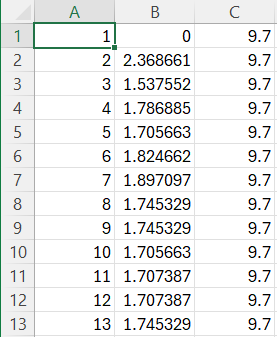 A B C
1 1 0 9.7
2 2 2.368661 9.7
3 3 1.537552 9.7
4 4 1.786885 9.7
5 5 1.705663 9.7
6 6 1.824662 9.7
7 7 1.897097 9.7
8 8 1.745329 9.7
9 9 1.745329 9.7
10 10 1.705663 9.7
11 11 1.707387 9.7
12 12 1.707387 9.7
13 13 1.745329 9.7